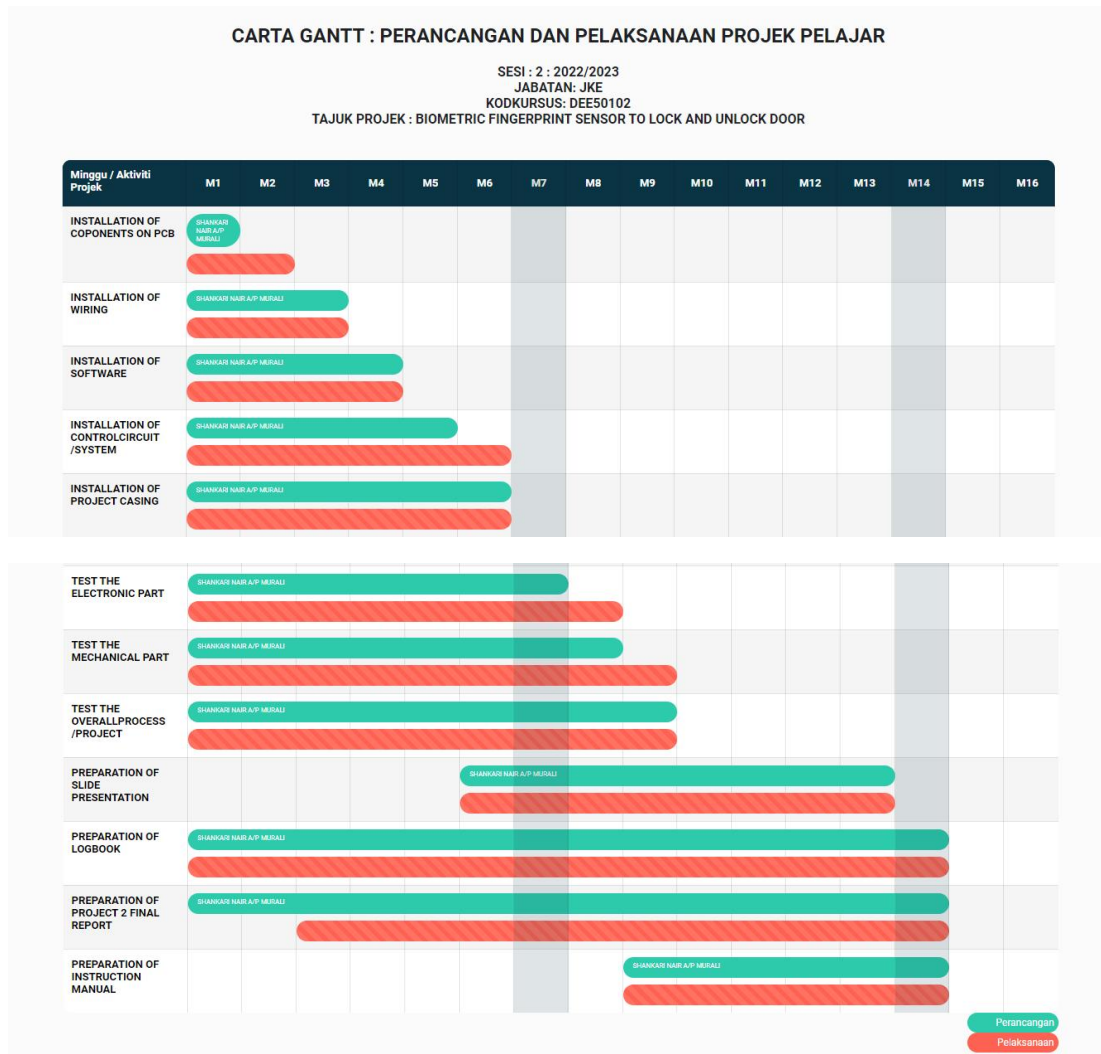 CARTA GANTT : PERANCANGAN DAN PELAKSANAAN PROJEK PELAJAR
SESI : 2 : 2022/2023
JABATAN: JKE
KODKURSUS: DEE50102
TAJUK PROJEK : BIOMETRIC FINGERPRINT SENSOR TO LOCK AND UNLOCK DOOR
Minggu / Aktiviti
Projek
M1 M2 M3 M4 M5 M6 M7 M8 M9 M10 M11 M12 M13 M14 M15 M16
INSTALLATION OF
COPONENTS ON PCB
SHANKARI
NAIR A/P
MURALI
INSTALLATION OF
WIRING
SHANKARI NAIR A/P MURALI
INSTALLATION OF
SOFTWARE
SHANKARI NAIR A/P MURALI
INSTALLATION OF
CONTROLCIRCUIT
/SYSTEM
SHANKARI NAIR A/P MURALI
INSTALLATION OF
PROJECT CASING
SHANKARI NAIR A/P MURALI
TEST THE
ELECTRONIC PART
SHANKARI NAIR A/P MURALI
TEST THE
MECHANICAL PART
SHANKARI NAIR A/P MURALI
TEST THE
OVERALLPROCESS
/PROJECT
SHANKARI NAIR A/P MURALI
PREPARATION OF
SLIDE
PRESENTATION
SHANKARI NAIR A/P MURALI
PREPARATION OF
LOGBOOK
SHANKARI NAIR A/P MURALI
PREPARATION OF
PROJECT 2 FINAL
REPORT
SHANKARI NAIR A/P MURALI
PREPARATION OF
INSTRUCTION
MANUAL
SHANKARI NAIR A/P MURALI
Perancangan
Pelaksanaan